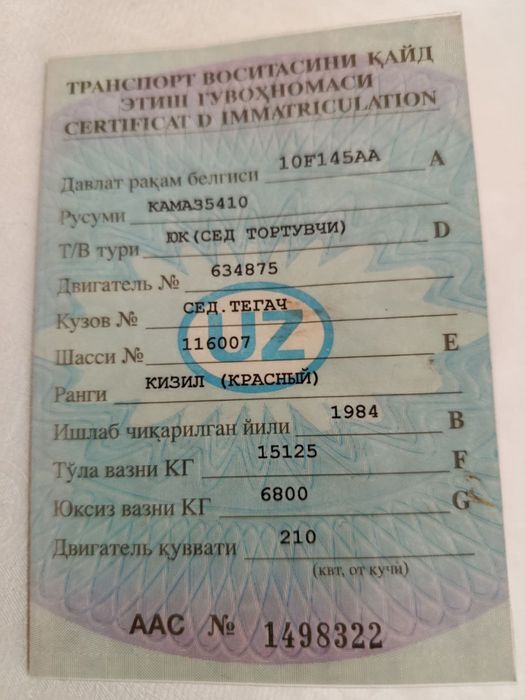 ТРАНСПОРТ ВОСИТАСИНИ ҚАЙД
ЭТИШ ГУВОҲНОМАСИ
CERTIFICAT D IMMATRICULATION
Давлат рақам белгиси 10F145AA A
Русуми КАМАЗ5410
Т/В тури ЮК(СЕД ТОРТУВЧИ) D
Двигатель № 634875
Кузов № СЕД.ТЕГАЧ
UZ
Шасси № 116007 E
Ранги КИЗИЛ (КРАСНЫЙ)
Ишлаб чиқарилган йили 1984 B
Тўла вазни КГ 15125 F
Юксиз вазни КГ 6800 G
Двигатель қуввати 210
(квт, от кучи)
ААС № 1498322